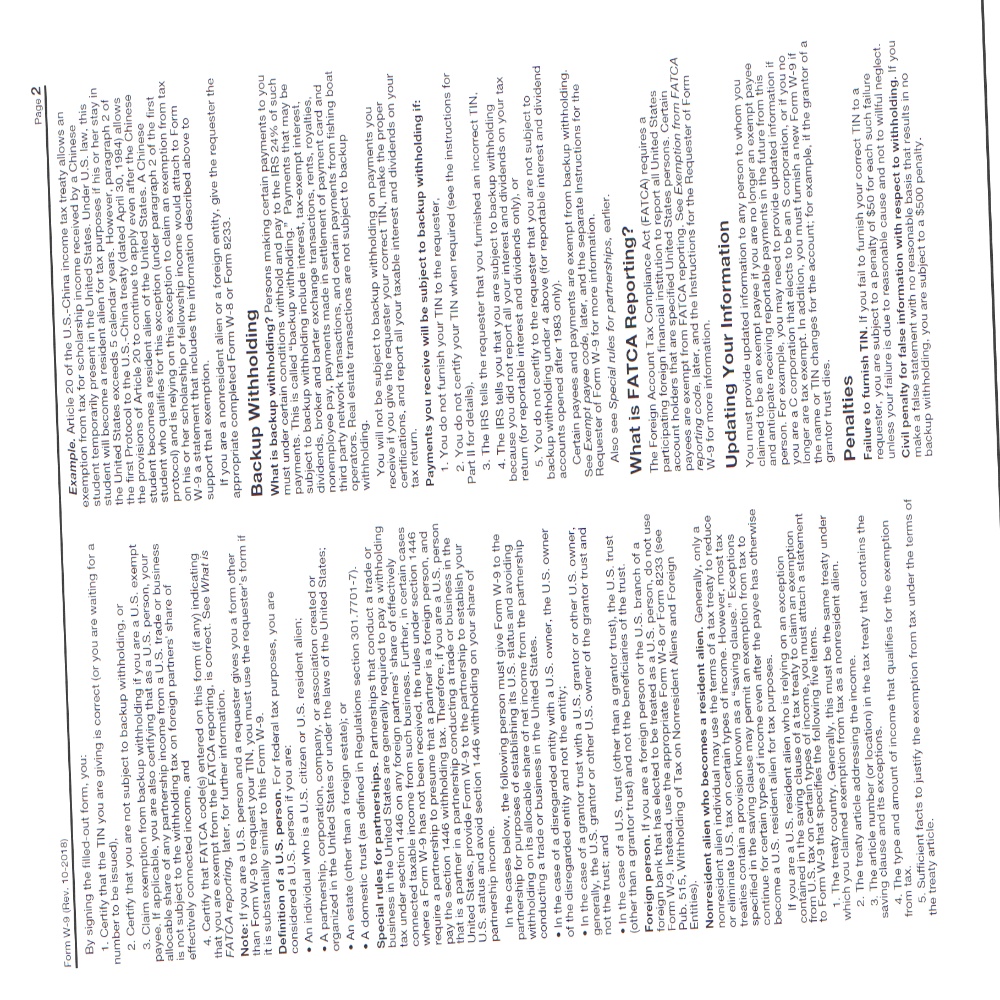 Form W-9 (Rev. 10-2018)
Page 2
By signing the filled-out form, you:
1. Certify that the TIN you are giving is correct (or you are waiting for a
number to be issued),
2. Certify that you are not subject to backup withholding, or
3. Claim exemption from backup withholding if you are a U.S. exempt
payee. If applicable, you are also certifying that as a U.S. person, your
allocable share of any partnership income from a U.S. trade or business
is not subject to the withholding tax on foreign partners' share of
effectively connected income, and
4. Certify that FATCA code(s) entered on this form (if any) indicating
that you are exempt from the FATCA reporting, is correct. See What is
FATCA reporting, later, for further information.
Note: If you are a U.S. person and a requester gives you a form other
than Form W-9 to request your TIN, you must use the requester's form if
it is substantially similar to this Form W-9.
Definition of a U.S. person. For federal tax purposes, you are
considered a U.S. person if you are:
• An individual who is a U.S. citizen or U.S. resident alien;
• A partnership, corporation, company, or association created or
organized in the United States or under the laws of the United States;
• An estate (other than a foreign estate); or
• A domestic trust (as defined in Regulations section 301.7701-7).
Special rules for partnerships. Partnerships that conduct a trade or
business in the United States are generally required to pay a withholding
tax under section 1446 on any foreign partners' share of effectively
connected taxable income from such business. Further, in certain cases
where a Form W-9 has not been received, the rules under section 1446
require a partnership to presume that a partner is a foreign person, and
pay the section 1446 withholding tax. Therefore, if you are a U.S. person
that is a partner in a partnership conducting a trade or business in the
United States, provide Form W-9 to the partnership to establish your
U.S. status and avoid section 1446 withholding on your share of
partnership income.
In the cases below, the following person must give Form W-9 to the
partnership for purposes of establishing its U.S. status and avoiding
withholding on its allocable share of net income from the partnership
conducting a trade or business in the United States.
• In the case of a disregarded entity with a U.S. owner, the U.S. owner
of the disregarded entity and not the entity;
• In the case of a grantor trust with a U.S. grantor or other U.S. owner,
generally, the U.S. grantor or other U.S. owner of the grantor trust and
not the trust; and
• In the case of a U.S. trust (other than a grantor trust), the U.S. trust
(other than a grantor trust) and not the beneficiaries of the trust.
Foreign person. If you are a foreign person or the U.S. branch of a
foreign bank that has elected to be treated as a U.S. person, do not use
Form W-9. Instead, use the appropriate Form W-8 or Form 8233 (see
Pub. 515, Withholding of Tax on Nonresident Aliens and Foreign
Entities).
Nonresident alien who becomes a resident alien. Generally, only a
nonresident alien individual may use the terms of a tax treaty to reduce
or eliminate U.S. tax on certain types of income. However, most tax
treaties contain a provision known as a "saving clause." Exceptions
specified in the saving clause may permit an exemption from tax to
continue for certain types of income even after the payee has otherwise
become a U.S. resident alien for tax purposes.
If you are a U.S. resident alien who is relying on an exception
contained in the saving clause of a tax treaty to claim an exemption
from U.S. tax on certain types of income, you must attach a statement
to Form W-9 that specifies the following five items.
1. The treaty country. Generally, this must be the same treaty under
which you claimed exemption from tax as a nonresident alien.
2. The treaty article addressing the income.
3. The article number (or location) in the tax treaty that contains the
saving clause and its exceptions.
4. The type and amount of income that qualifies for the exemption
from tax.
5. Sufficient facts to justify the exemption from tax under the terms of
the treaty article.
Example. Article 20 of the U.S.-China income tax treaty allows an
exemption from tax for scholarship income received by a Chinese
student temporarily present in the United States. Under U.S. law, this
student will become a resident alien for tax purposes if his or her stay in
the United States exceeds 5 calendar years. However, paragraph 2 of
the first Protocol to the U.S.-China treaty (dated April 30, 1984) allows
the provisions of Article 20 to continue to apply even after the Chinese
student becomes a resident alien of the United States. A Chinese
student who qualifies for this exception (under paragraph 2 of the first
protocol) and is relying on this exception to claim an exemption from tax
on his or her scholarship or fellowship income would attach to Form
W-9 a statement that includes the information described above to
support that exemption.
If you are a nonresident alien or a foreign entity, give the requester the
appropriate completed Form W-8 or Form 8233.
Backup Withholding
What is backup withholding? Persons making certain payments to you
must under certain conditions withhold and pay to the IRS 24% of such
payments. This is called "backup withholding." Payments that may be
subject to backup withholding include interest, tax-exempt interest,
dividends, broker and barter exchange transactions, rents, royalties,
nonemployee pay, payments made in settlement of payment card and
third party network transactions, and certain payments from fishing boat
operators. Real estate transactions are not subject to backup
withholding.
You will not be subject to backup withholding on payments you
receive if you give the requester your correct TIN, make the proper
certifications, and report all your taxable interest and dividends on your
tax return.
Payments you receive will be subject to backup withholding if:
1. You do not furnish your TIN to the requester,
2. You do not certify your TIN when required (see the instructions for
Part II for details),
3. The IRS tells the requester that you furnished an incorrect TIN,
4. The IRS tells you that you are subject to backup withholding
because you did not report all your interest and dividends on your tax
return (for reportable interest and dividends only), or
5. You do not certify to the requester that you are not subject to
backup withholding under 4 above (for reportable interest and dividend
accounts opened after 1983 only).
Certain payees and payments are exempt from backup withholding.
See Exempt payee code, later, and the separate Instructions for the
Requester of Form W-9 for more information.
Also see Special rules for partnerships, earlier.
What is FATCA Reporting?
The Foreign Account Tax Compliance Act (FATCA) requires a
participating foreign financial institution to report all United States
account holders that are specified United States persons. Certain
payees are exempt from FATCA reporting. See Exemption from FATCA
reporting code, later, and the Instructions for the Requester of Form
W-9 for more information.
Updating Your Information
You must provide updated information to any person to whom you
claimed to be an exempt payee if you are no longer an exempt payee
and anticipate receiving reportable payments in the future from this
person. For example, you may need to provide updated information if
you are a C corporation that elects to be an S corporation, or if you no
longer are tax exempt. In addition, you must furnish a new Form W-9 if
the name or TIN changes for the account; for example, if the grantor of a
grantor trust dies.
Penalties
Failure to furnish TIN. If you fail to furnish your correct TIN to a
requester, you are subject to a penalty of $50 for each such failure
unless your failure is due to reasonable cause and not to willful neglect.
Civil penalty for false information with respect to withholding. If you
make a false statement with no reasonable basis that results in no
backup withholding, you are subject to a $500 penalty.